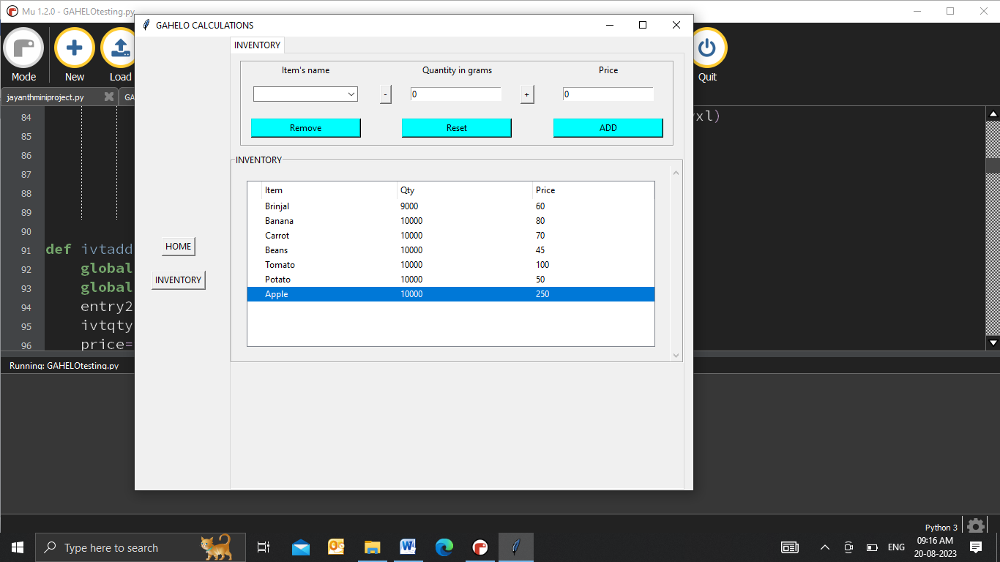 Mu 1.2.0 - GAHELOtesting.py
GAHELO CALCULATIONS
Mode
New
Load
Quit
jayanthminiproject.py
GA
INVENTORY
Item's name
Quantity in grams
Price
-
0
+
0
Remove
Reset
ADD
INVENTORY
Item Qty Price
Brinjal 9000 60
Banana 10000 80
Carrot 10000 70
Beans 10000 45
Tomato 10000 100
Potato 10000 50
Apple 10000 250
HOME
INVENTORY
84 xl)
85
86
87
88
89
90
91 def ivtadd
92 global
93 global
94 entry2
95 ivtqty
96 price=
Running: GAHELOtesting.py
Python 3
Type here to search
ENG
09:16 AM
20-08-2023